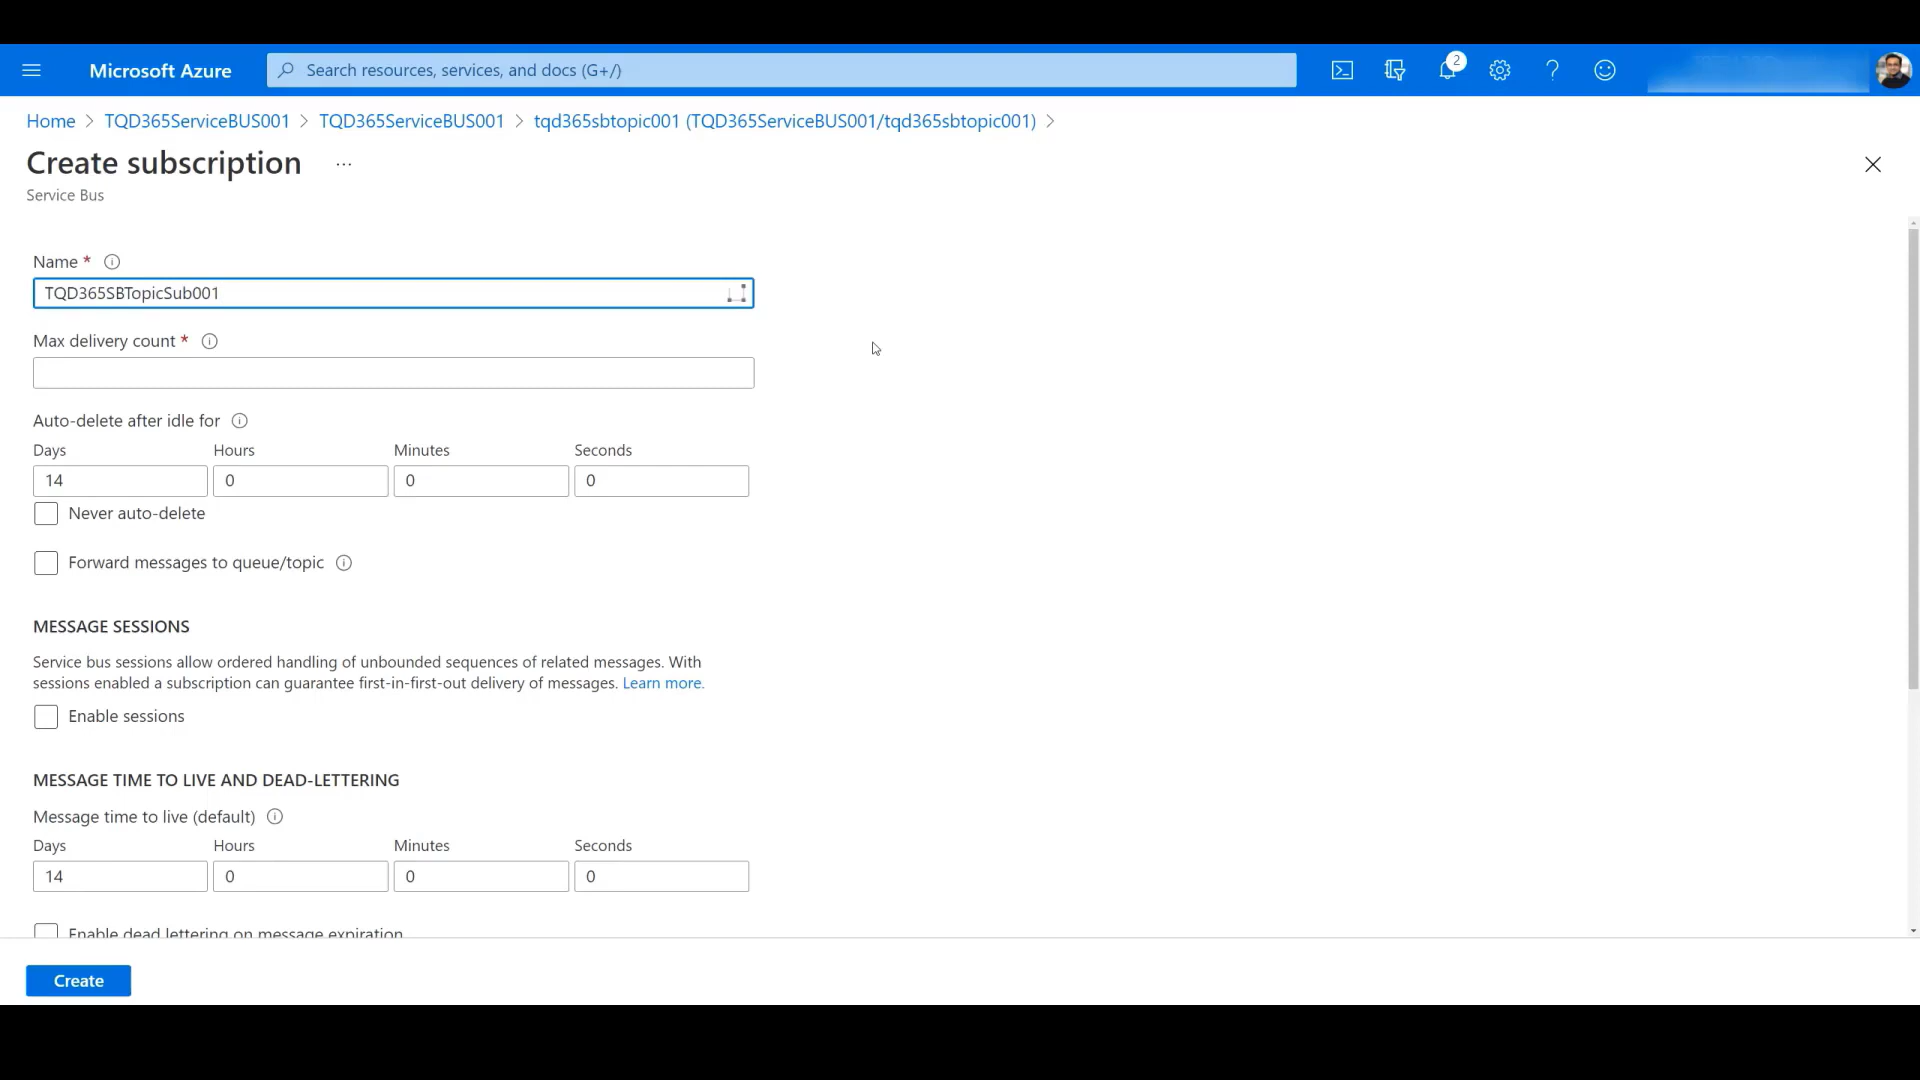 Microsoft Azure
Search resources, services, and docs (G+/)
2
Home > TQD365ServiceBUS001 > TQD365ServiceBUS001 > tqd365sbtopic001 (TQD365ServiceBUS001/tqd365sbtopic001) >
Create subscription ...
Service Bus
Name *
TQD365SBTopicSub001
Max delivery count *
Auto-delete after idle for
Days Hours Minutes Seconds
14 0 0 0
Never auto-delete
Forward messages to queue/topic
MESSAGE SESSIONS
Service bus sessions allow ordered handling of unbounded sequences of related messages. With
sessions enabled a subscription can guarantee first-in-first-out delivery of messages. Learn more.
Enable sessions
MESSAGE TIME TO LIVE AND DEAD-LETTERING
Message time to live (default)
Days Hours Minutes Seconds
14 0 0 0
Enable dead lettering on message expiration
Create